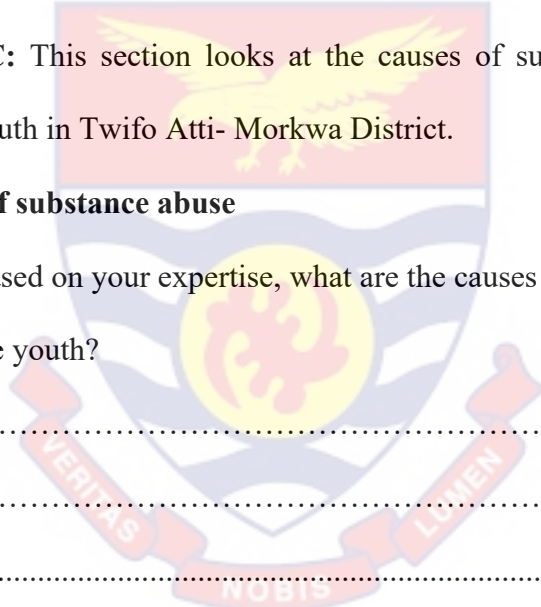 C: This section looks at the causes of su
uth in Twifo Atti- Morkwa District.
f substance abuse
sed on your expertise, what are the causes
e youth?
....................................................
....................................................
....................................................
VERITAS
NOBIS
LUMEN